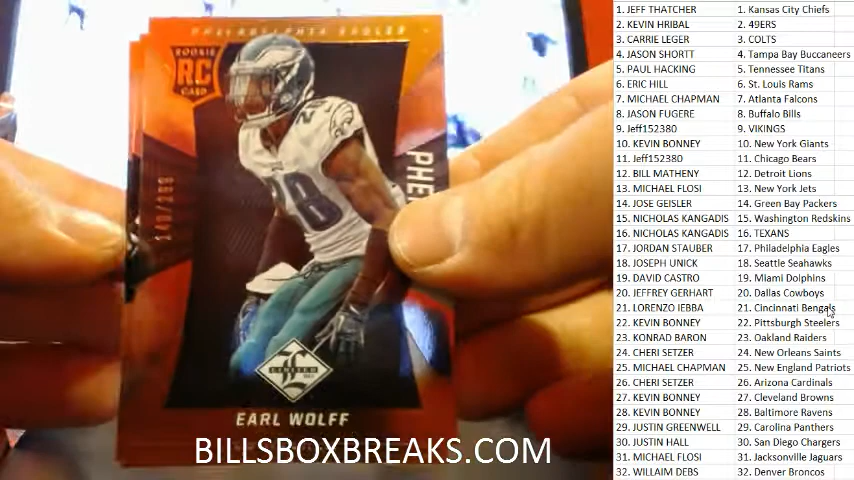 PHILADELPHIA EAGLES
ROOKIE
RC
CARD
28
149/299
LIMITED
EARL WOLFF
BILLSBOXBREAKS.COM
1. JEFF THATCHER 1. Kansas City Chiefs
2. KEVIN HRIBAL 2. 49ERS
3. CARRIE LEGER 3. COLTS
4. JASON SHORTT 4. Tampa Bay Buccaneers
5. PAUL HACKING 5. Tennessee Titans
6. ERIC HILL 6. St. Louis Rams
7. MICHAEL CHAPMAN 7. Atlanta Falcons
8. JASON FUGERE 8. Buffalo Bills
9. Jeff152380 9. VIKINGS
10. KEVIN BONNEY 10. New York Giants
11. Jeff152380 11. Chicago Bears
12. BILL MATHENY 12. Detroit Lions
13. MICHAEL FLOSI 13. New York Jets
14. JOSE GEISLER 14. Green Bay Packers
15. NICHOLAS KANGADIS 15. Washington Redskins
16. NICHOLAS KANGADIS 16. TEXANS
17. JORDAN STAUBER 17. Philadelphia Eagles
18. JOSEPH UNICK 18. Seattle Seahawks
19. DAVID CASTRO 19. Miami Dolphins
20. JEFFREY GERHART 20. Dallas Cowboys
21. LORENZO IEBBA 21. Cincinnati Bengals
22. KEVIN BONNEY 22. Pittsburgh Steelers
23. KONRAD BARON 23. Oakland Raiders
24. CHERI SETZER 24. New Orleans Saints
25. MICHAEL CHAPMAN 25. New England Patriots
26. CHERI SETZER 26. Arizona Cardinals
27. KEVIN BONNEY 27. Cleveland Browns
28. KEVIN BONNEY 28. Baltimore Ravens
29. JUSTIN GREENWELL 29. Carolina Panthers
30. JUSTIN HALL 30. San Diego Chargers
31. MICHAEL FLOSI 31. Jacksonville Jaguars
32. WILLAIM DEBS 32. Denver Broncos